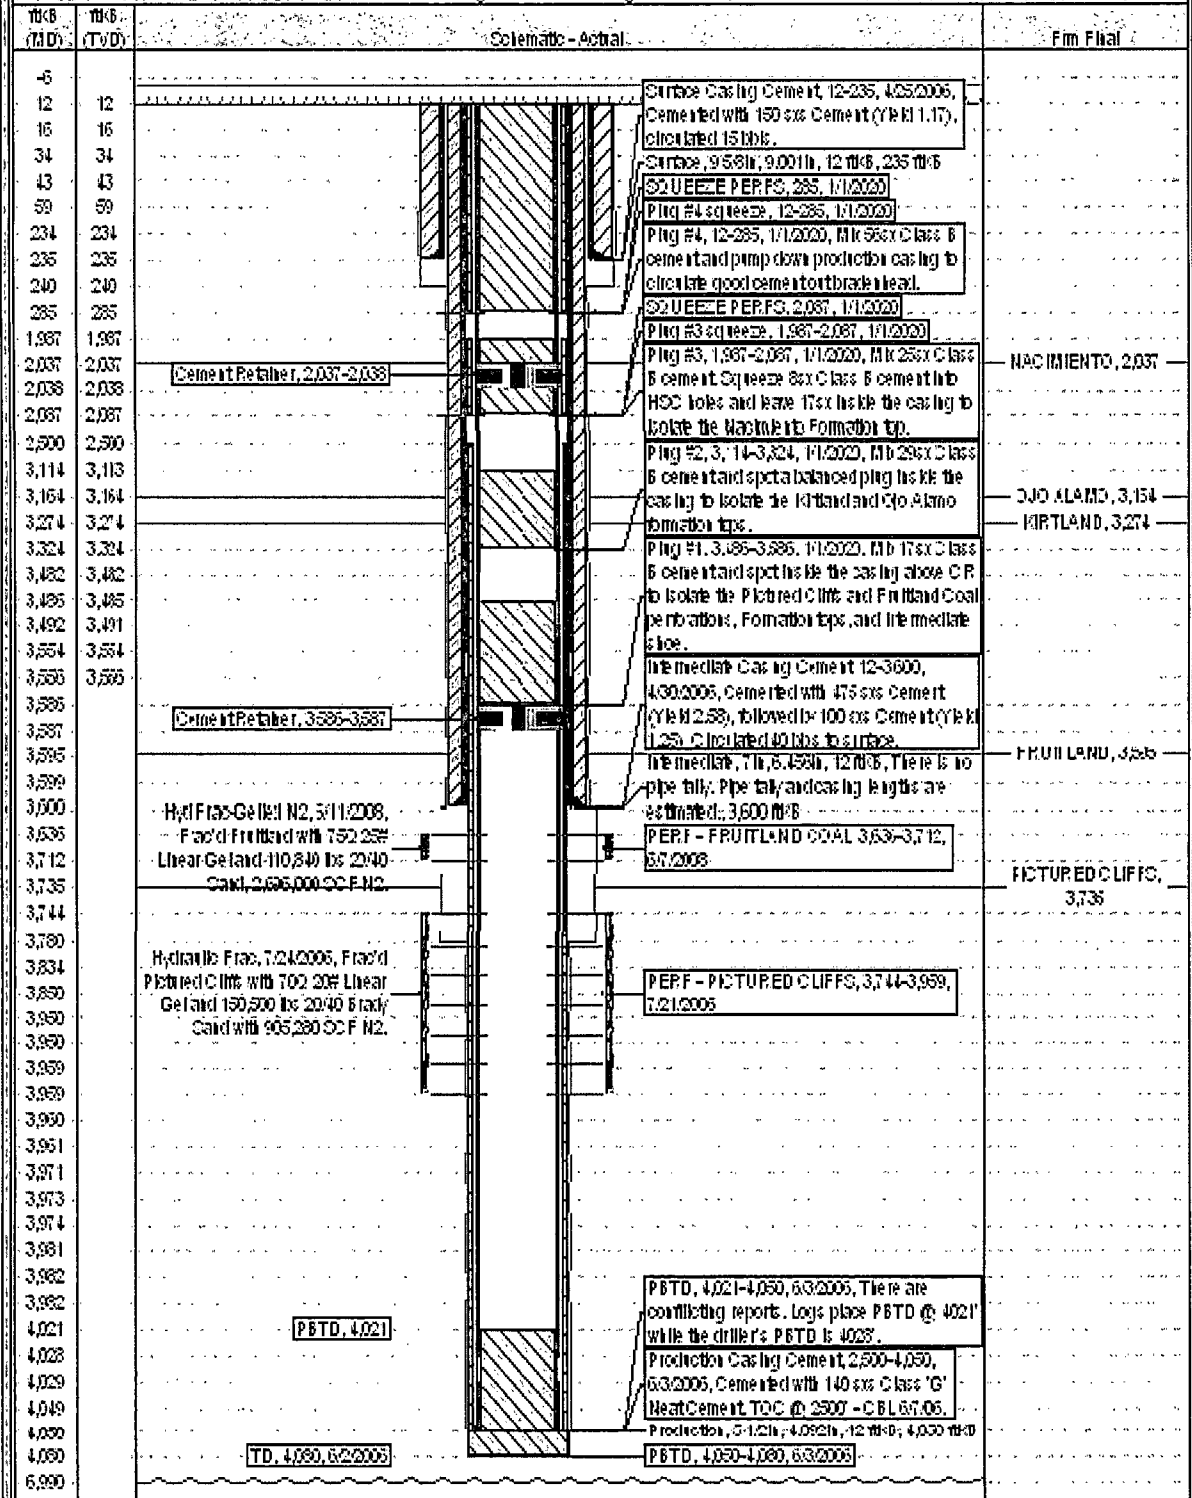 ftKB (MD)
ftKB (TVD)
Schematic - Actual
Frm Final
-6
12 12
16 16
34 34
43 43
59 59
234 234
235 235
240 240
285 285
1,987 1,987
2,037 2,037
2,038 2,038
2,087 2,087
2,500 2,500
3,114 3,113
3,164 3,164
3,274 3,274
3,324 3,324
3,482 3,482
3,485 3,485
3,492 3,491
3,554 3,554
3,586
3,587
3,595
3,599
3,600
3,636
3,712
3,735
3,744
3,780
3,834
3,850
3,950
3,959
3,961
3,971
3,973
3,974
3,981
3,982
3,982
4,021
4,028
4,029
4,049
4,050
4,080
6,990
Cement Retainer, 2,037-2,038
Cement Retainer, 3,586-3,587
Hyd Frac-Gelled N2, 5/11/2008,
Frac'd Fruitland with 750 25#
Linear Gel and 110,840 lbs 20/40
Sand, SCF N2.
Hydraulic Frac, 7/24/2006, Frac'd
Pictured Cliffs with 700 20# Linear
Gel and 150,500 lbs 20/40 Brady
Sand with 905,280 SCF N2.
PBTD, 4,021
TD, 4,080, 6/2/2006
Surface Casing Cement, 12-235, 4/25/2006,
Cemented with 150 sxs Cement (Yield 1.17),
circulated 15 bbls.
Surface, 9 5/8in, 9.001in, 12 ftKB, 235 ftKB
SQUEEZE PERFS, 285, 1/1/2020
Plug #4 squeeze, 12-285, 1/1/2020
Plug #4, 12-285, 1/1/2020, Mix 56sx Class B
cement and pump down production casing to
circulate good cement out bradenhead.
SQUEEZE PERFS, 2,087, 1/1/2020
Plug #3 squeeze, 1,987-2,087, 1/1/2020
Plug #3, 1,987-2,087, 1/1/2020, Mix 25sx Class
B cement. Squeeze 8sx Class B cement into
HSC holes and leave 17sx inside the casing to
isolate the Nacimiento Formation top.
Plug #2, 3,114-3,324, 1/1/2020, Mix 29sx Class
B cement and spot a balanced plug inside the
casing to isolate the Kirtland and Ojo Alamo
formation tops.
Plug #1, 3,486-3,586, 1/1/2020, Mix 17sx Class
B cement and spot inside the casing above CR
to isolate the Pictured Cliffs and Fruitland Coal
perforations, Formation tops, and Intermediate
shoe.
Intermediate Casing Cement 12-3600,
4/30/2006, Cemented with 475 sxs Cement
(Yield 2.58), followed by 100 sxs Cement (Yield
1.25). Circulated 40 bbls to surface.
Intermediate, 7in, 6.456in, 12 ftKB, There is no
pipe tally. Pipe tally and casing lengths are
estimated., 3,600 ftKB
PERF - FRUITLAND COAL 3,636-3,712,
5/7/2008
PERF - PICTURED CLIFFS, 3,744-3,959,
7/21/2006
PBTD, 4,021-4,050, 6/3/2006, There are
conflicting reports. Logs place PBTD @ 4021'
while the driller's PBTD is 4028'.
Production Casing Cement, 2,500-4,050,
6/3/2006, Cemented with 140 sxs Class 'G'
Neat Cement. TOC @ 2500' - CBL 6/7/06.
Production, 5-1/2in, 4.092in, 12 ftKB, 4,050 ftKB
PBTD, 4,050-4,080, 6/3/2006
NACIMIENTO, 2,037
OJO ALAMO, 3,164
KIRTLAND, 3,274
FRUITLAND, 3,595
PICTURED CLIFFS,
3,735